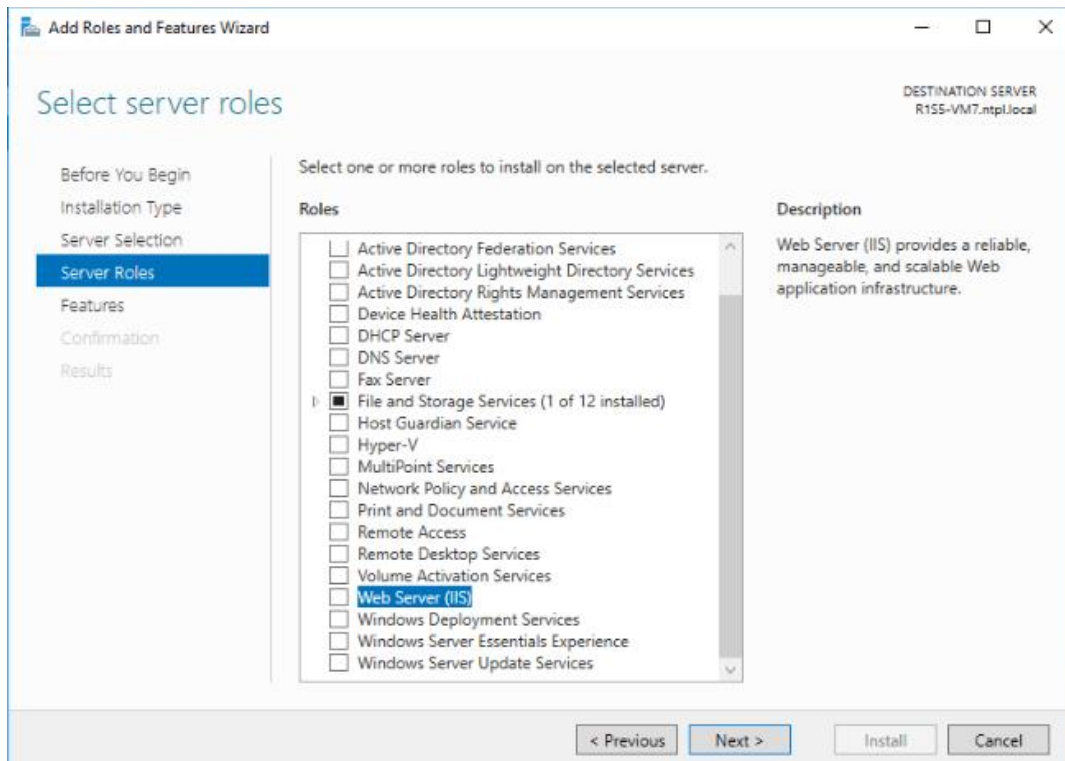 Add Roles and Features Wizard
Select server roles
DESTINATION SERVER
R1S5-VM7.ntpl.local
Before You Begin
Installation Type
Server Selection
Server Roles
Features
Confirmation
Results
Select one or more roles to install on the selected server.
Roles
Active Directory Federation Services
Active Directory Lightweight Directory Services
Active Directory Rights Management Services
Device Health Attestation
DHCP Server
DNS Server
Fax Server
File and Storage Services (1 of 12 installed)
Host Guardian Service
Hyper-V
MultiPoint Services
Network Policy and Access Services
Print and Document Services
Remote Access
Remote Desktop Services
Volume Activation Services
Web Server (IIS)
Windows Deployment Services
Windows Server Essentials Experience
Windows Server Update Services
Description
Web Server (IIS) provides a reliable,
manageable, and scalable Web
application infrastructure.
< Previous
Next >
Install
Cancel